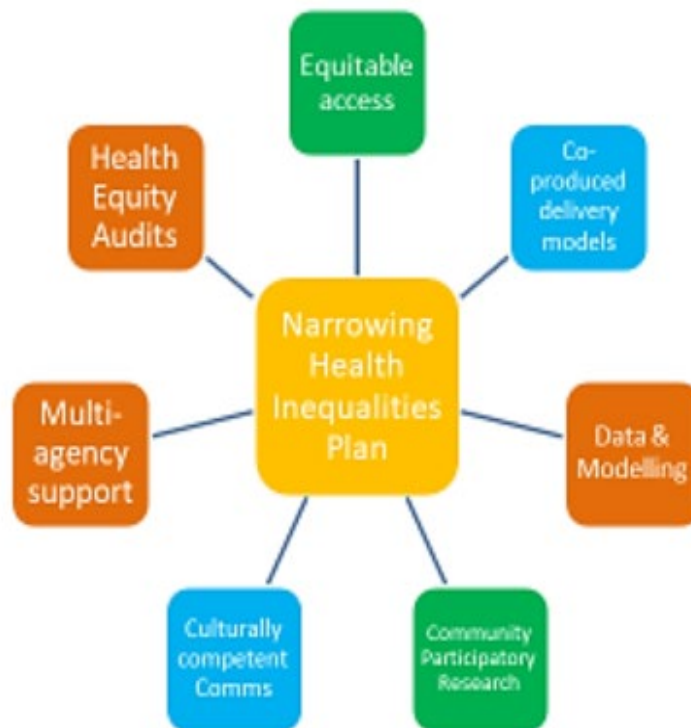 Equitable
access
Co-
produced
delivery
models
Data &
Modelling
Community
Participatory
Research
Culturally
competent
Comms
Multi-
agency
support
Health
Equity
Audits
Narrowing
Health
Inequalities
Plan